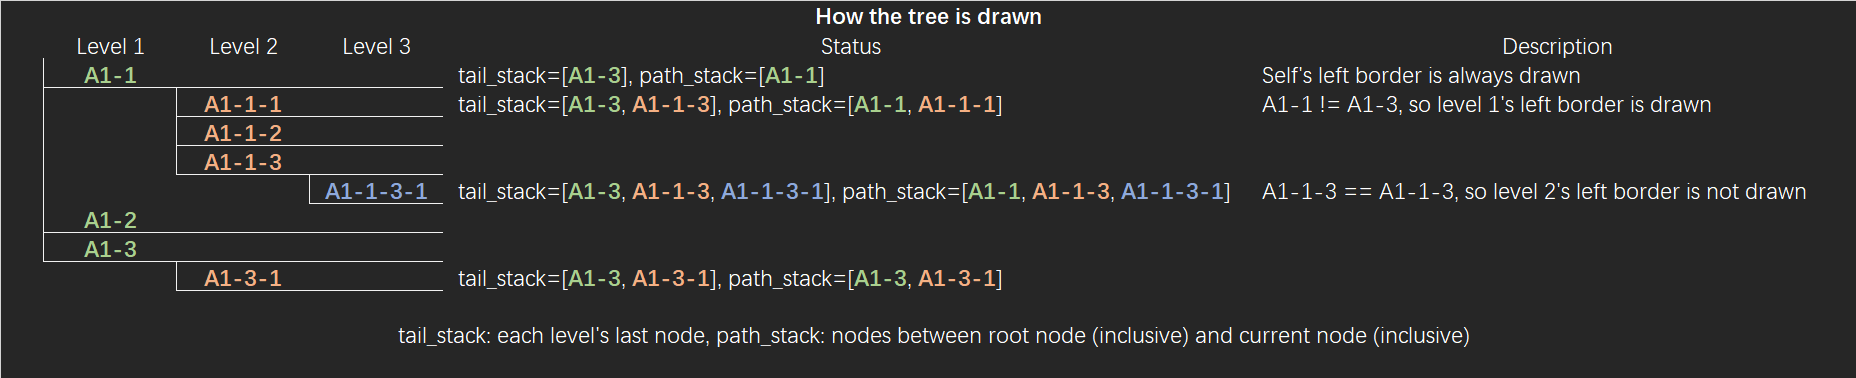 How the tree is drawn
Level 1 Level 2 Level 3 Status Description
A1-1 tail_stack=[A1-3], path_stack=[A1-1] Self's left border is always drawn
A1-1-1 tail_stack=[A1-3, A1-1-3], path_stack=[A1-1, A1-1-1] A1-1 != A1-3, so level 1's left border is drawn
A1-1-2
A1-1-3
A1-1-3-1 tail_stack=[A1-3, A1-1-3, A1-1-3-1], path_stack=[A1-1, A1-1-3, A1-1-3-1] A1-1-3 == A1-1-3, so level 2's left border is not drawn
A1-2
A1-3
A1-3-1 tail_stack=[A1-3, A1-3-1], path_stack=[A1-3, A1-3-1]
tail_stack: each level's last node, path_stack: nodes between root node (inclusive) and current node (inclusive)